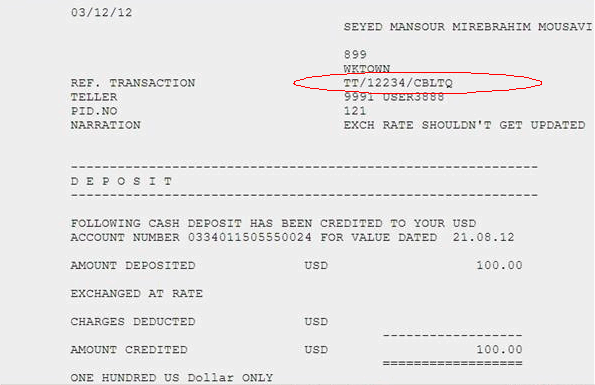 03/12/12
SEYED MANSOUR MIREBRAHIM MOUSAVI
899
WKTOWN
REF. TRANSACTION TT/12234/CBLTQ
TELLER 9991 USER3888
PID.NO 121
NARRATION EXCH RATE SHOULDN'T GET UPDATED
----------------------------------------------------------------
D E P O S I T
----------------------------------------------------------------
FOLLOWING CASH DEPOSIT HAS BEEN CREDITED TO YOUR USD
ACCOUNT NUMBER 0334011505550024 FOR VALUE DATED 21.08.12
AMOUNT DEPOSITED USD 100.00
EXCHANGED AT RATE
CHARGES DEDUCTED USD
------------------
AMOUNT CREDITED USD 100.00
==================
ONE HUNDRED US Dollar ONLY